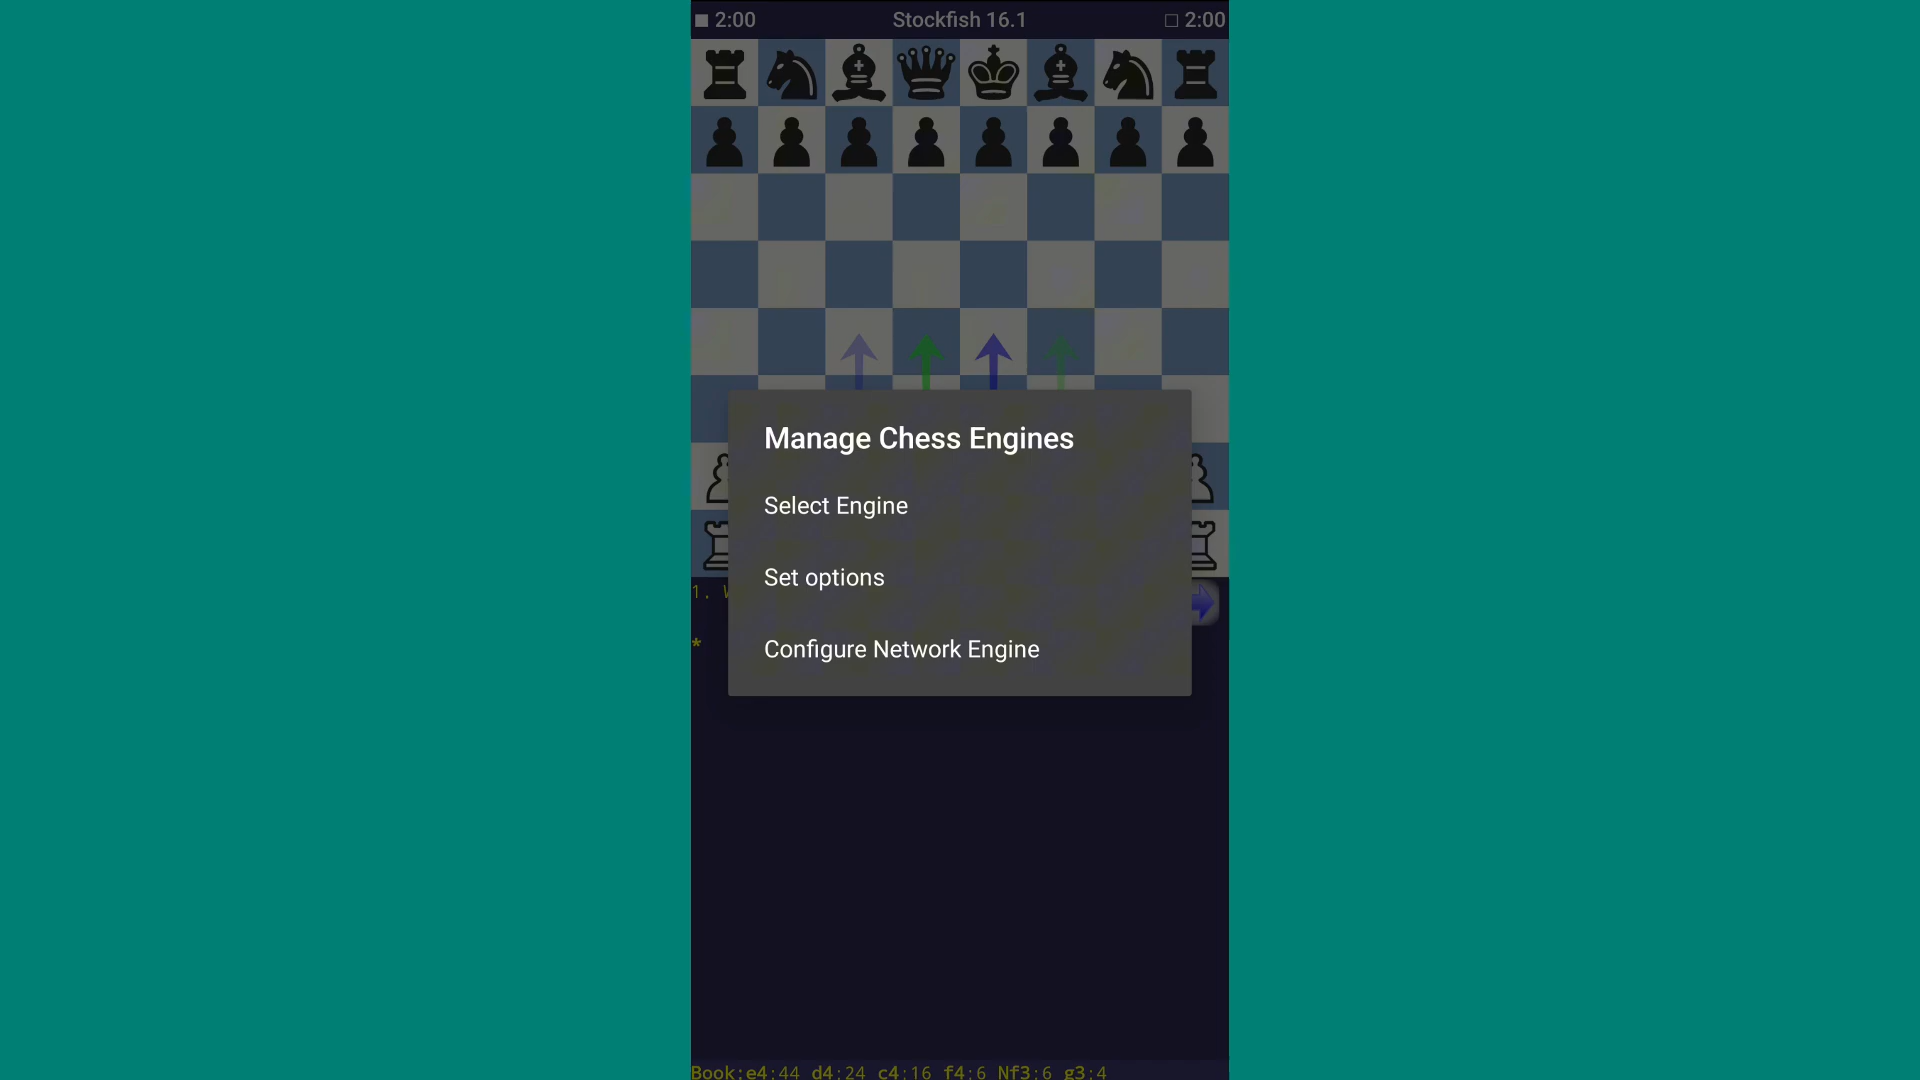 2:00 Stockfish 16.1 2:00
Manage Chess Engines
Select Engine
Set options
Configure Network Engine
1.
*
Book:e4:44 d4:24 c4:16 f4:6 Nf3:6 g3:4